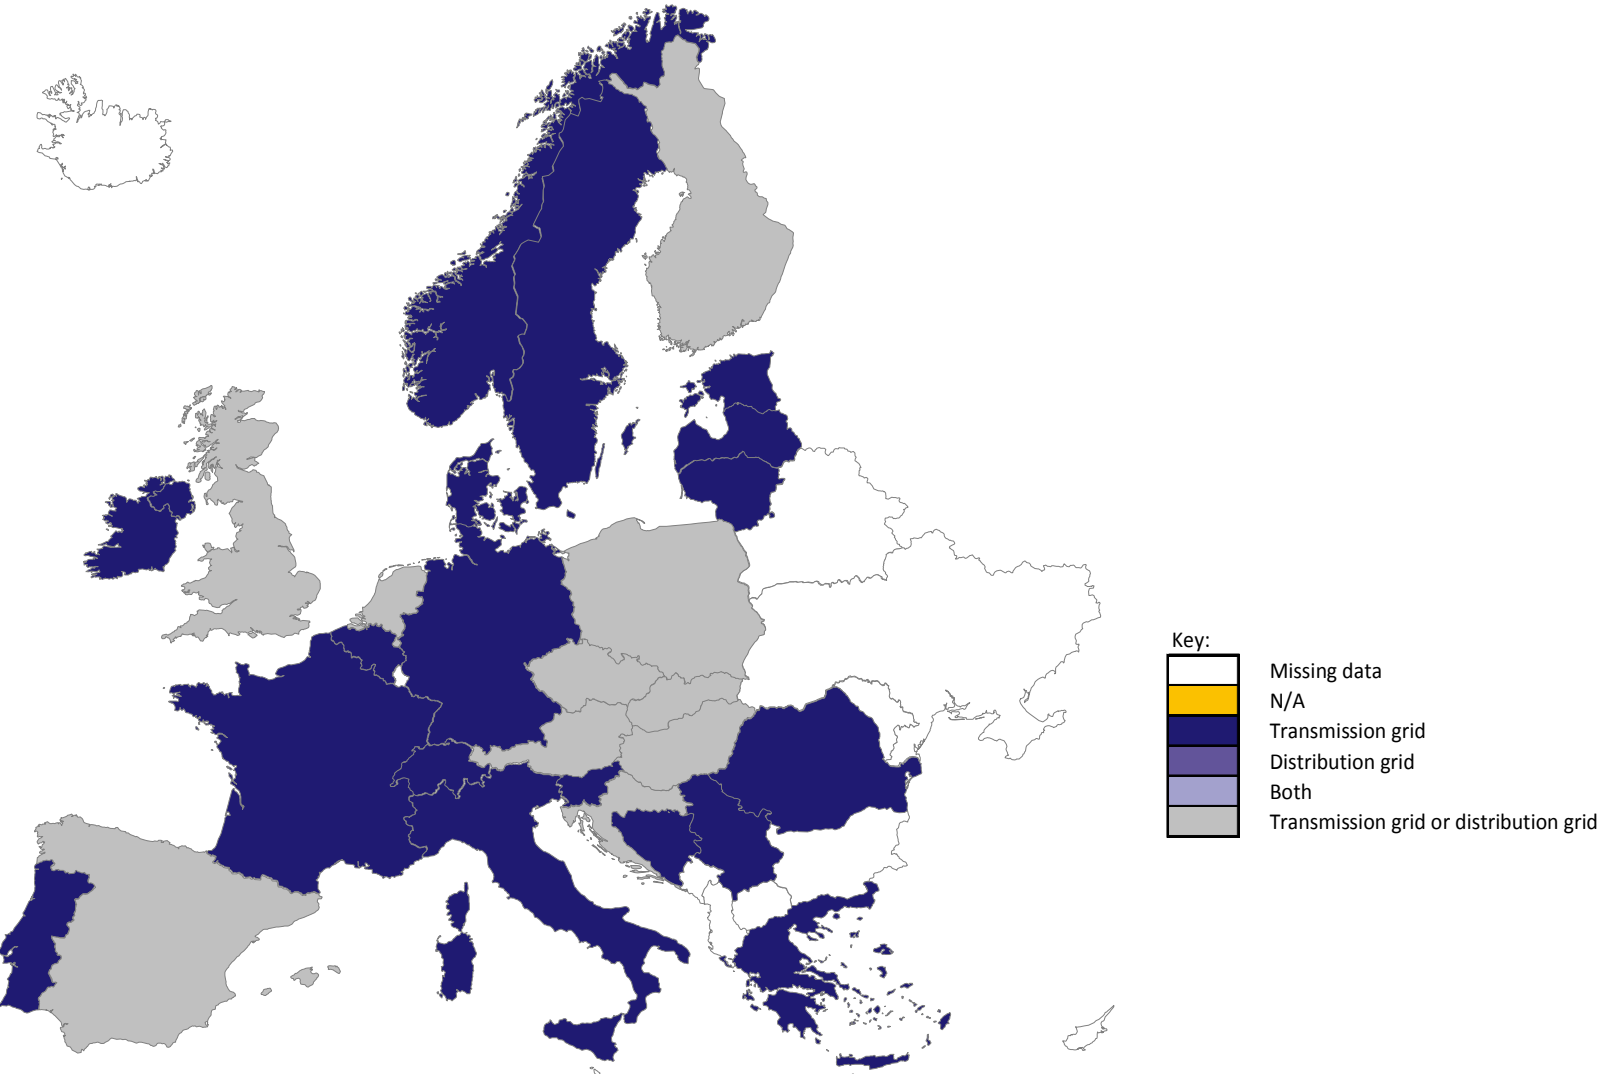 Key:
Missing data
N/A
Transmission grid
Distribution grid
Both
Transmission grid or distribution grid